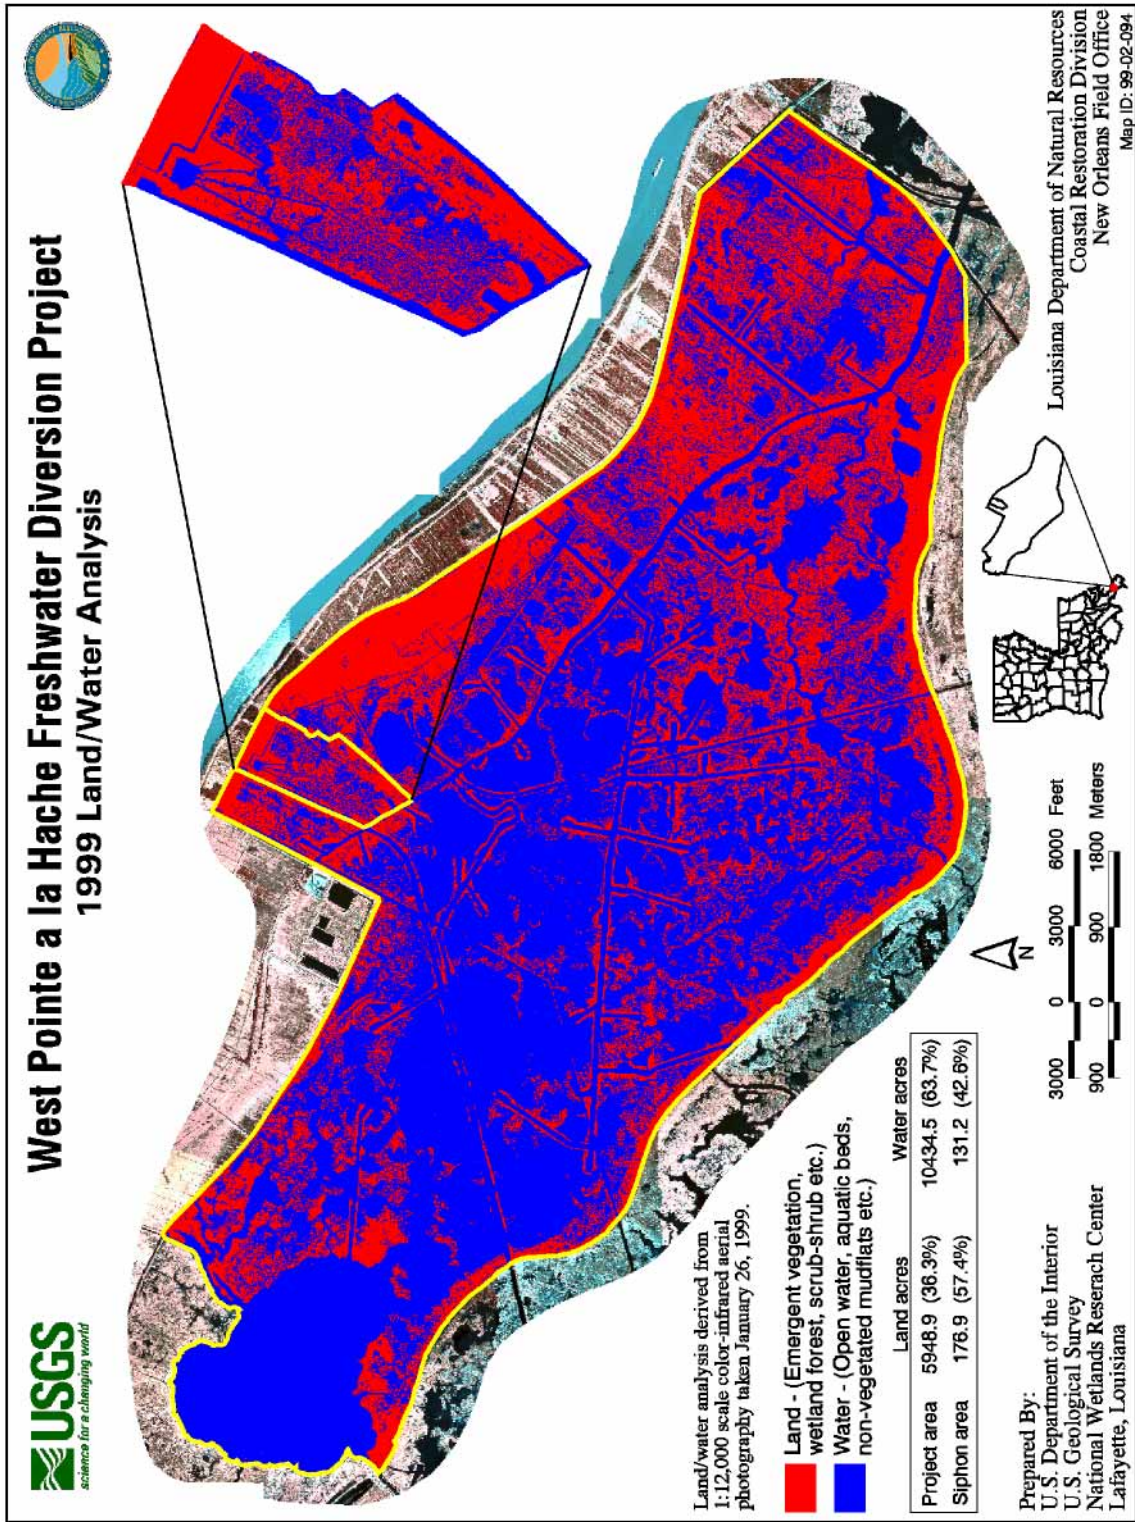 USGS
science for a changing world
West Pointe a la Hache Freshwater Diversion Project
1999 Land/Water Analysis
Land/water analysis derived from
1:12,000 scale color-infrared aerial
photography taken January 26, 1999.
Land - (Emergent vegetation,
wetland forest, scrub-shrub etc.)
Water - (Open water, aquatic beds,
non-vegetated mudflats etc.)
Land acres Water acres
Project area 5948.9 (36.3%) 10434.5 (63.7%)
Siphon area 176.9 (57.4%) 131.2 (42.6%)
Prepared By:
U.S. Department of the Interior
U.S. Geological Survey
National Wetlands Reserach Center
Lafayette, Louisiana
N
3000 0 3000 6000 Feet
900 0 900 1800 Meters
Louisiana Department of Natural Resources
Coastal Restoration Division
New Orleans Field Office
Map ID: 99-02-094